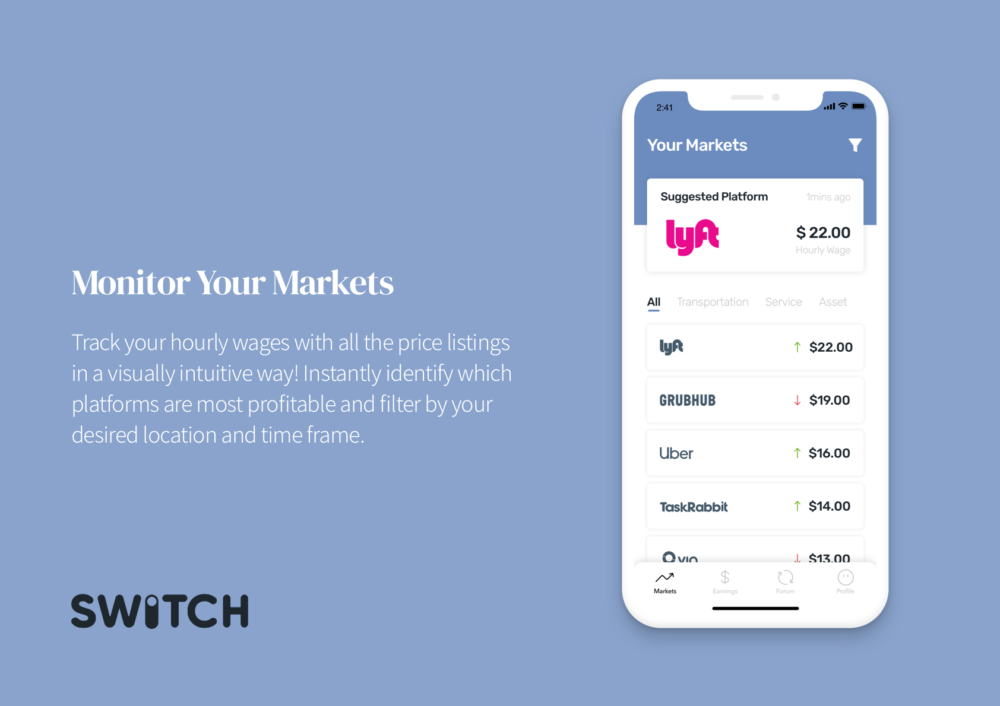 Monitor Your Markets
Track your hourly wages with all the price listings
in a visually intuitive way! Instantly identify which
platforms are most profitable and filter by your
desired location and time frame.
SWITCH
2:41
Your Markets
Suggested Platform 1mins ago
lyft $ 22.00
Hourly Wage
All Transportation Service Asset
lyft ↑ $22.00
GRUBHUB ↓ $19.00
Uber ↑ $16.00
TaskRabbit ↑ $14.00
via ↓ $13.00
Markets Earnings Forum Profile